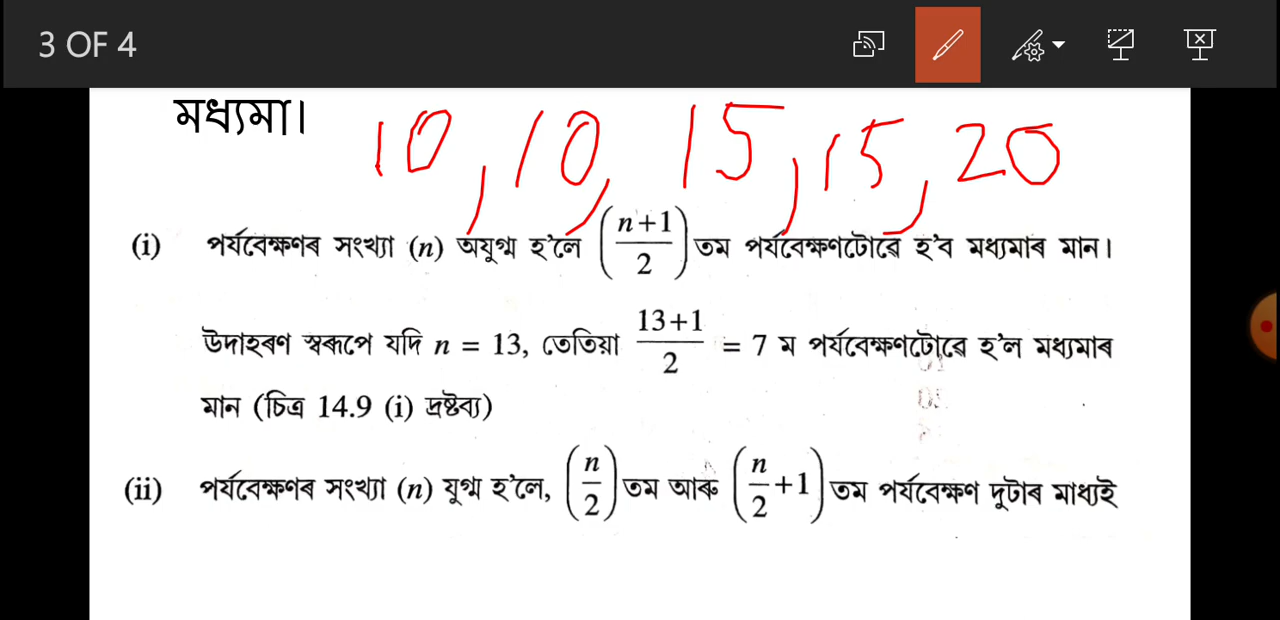 3 OF 4
মধ্যমা।
10, 10, 15, 15, 20
(i) পৰ্যবেক্ষণৰ সংখ্যা (n) অযুগ্ম হ'লে ((n+1)/2) তম পৰ্যবেক্ষণটোৱে হ'ব মধ্যমাৰ মান।
উদাহৰণ স্বৰূপে যদি n = 13, তেতিয়া (13+1)/2 = 7 ম পৰ্যবেক্ষণটোৱে হ'ল মধ্যমাৰ
মান (চিত্ৰ 14.9 (i) দ্ৰষ্টব্য)
(ii) পৰ্যবেক্ষণৰ সংখ্যা (n) যুগ্ম হ'লে, (n/2) তম আৰু (n/2+1) তম পৰ্যবেক্ষণ দুটাৰ মাধ্যই